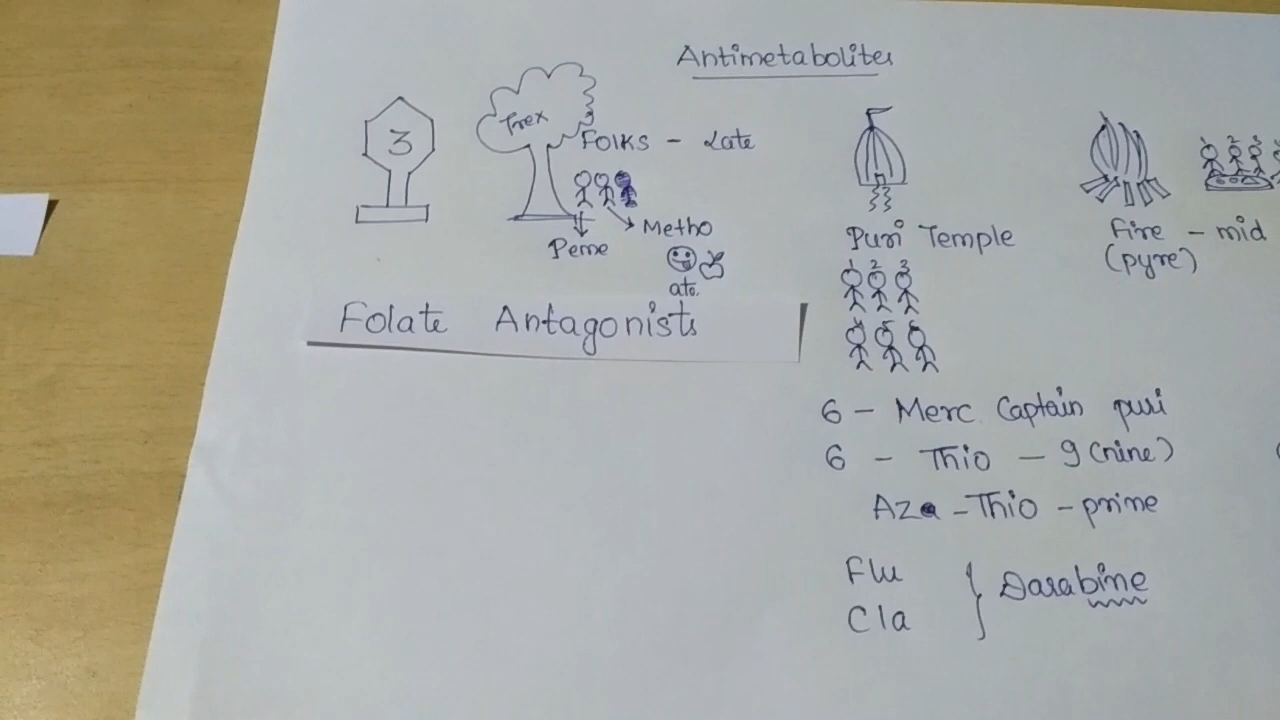 Antimetabolites
3
Trex
Folks - Late
Metho
Peme
ate.
Folate Antagonists
Puri Temple
1 2 3
Fire - mid
(pyre)
6 - Merc Captain puri
6 - Thio - 9 (nine)
Aza - Thio - prine
Flu
Cla
} Darabine